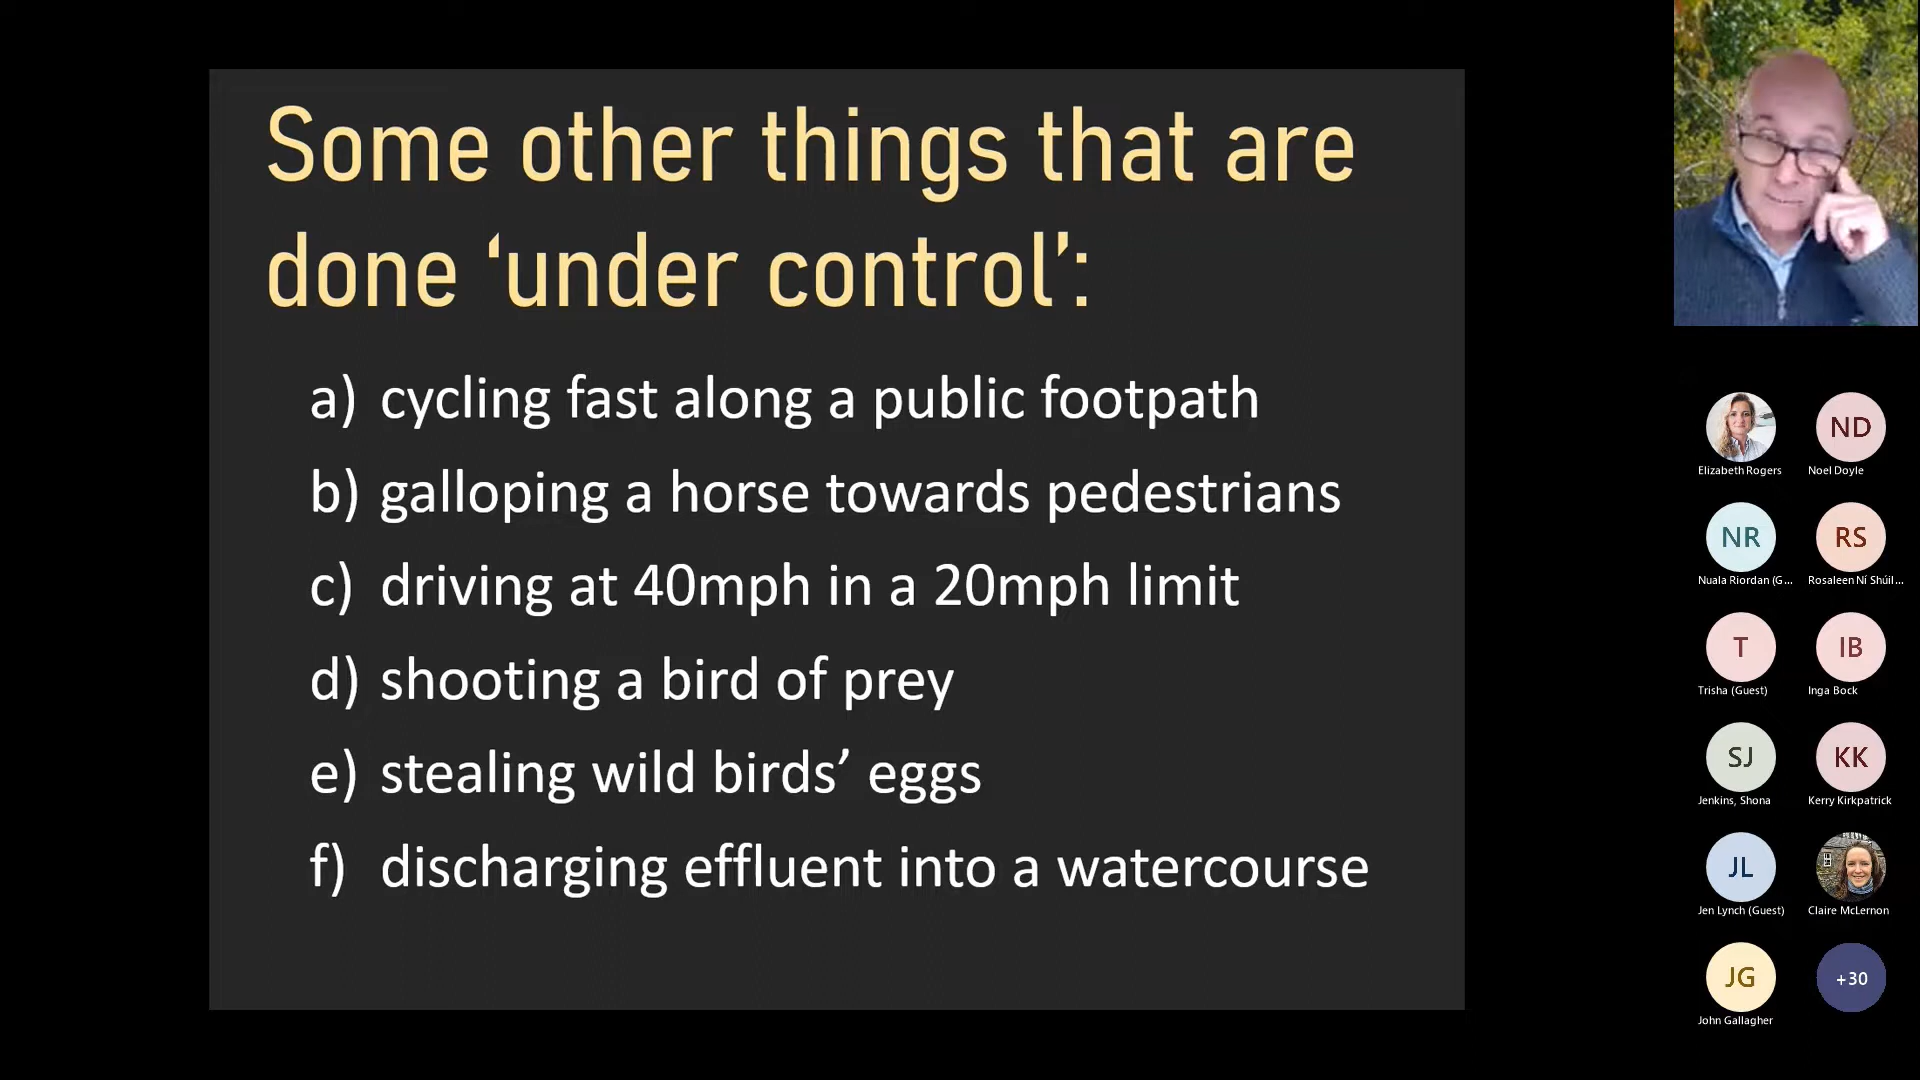 Some other things that are
done ‘under control’:
a) cycling fast along a public footpath
b) galloping a horse towards pedestrians
c) driving at 40mph in a 20mph limit
d) shooting a bird of prey
e) stealing wild birds’ eggs
f) discharging effluent into a watercourse
Elizabeth Rogers
ND
Noel Doyle
NR
Nuala Riordan (G...
RS
Rosaleen Ní Shúil...
T
Trisha (Guest)
IB
Inga Bock
SJ
Jenkins, Shona
KK
Kerry Kirkpatrick
JL
Jen Lynch (Guest)
Claire McLernon
JG
John Gallagher
+30